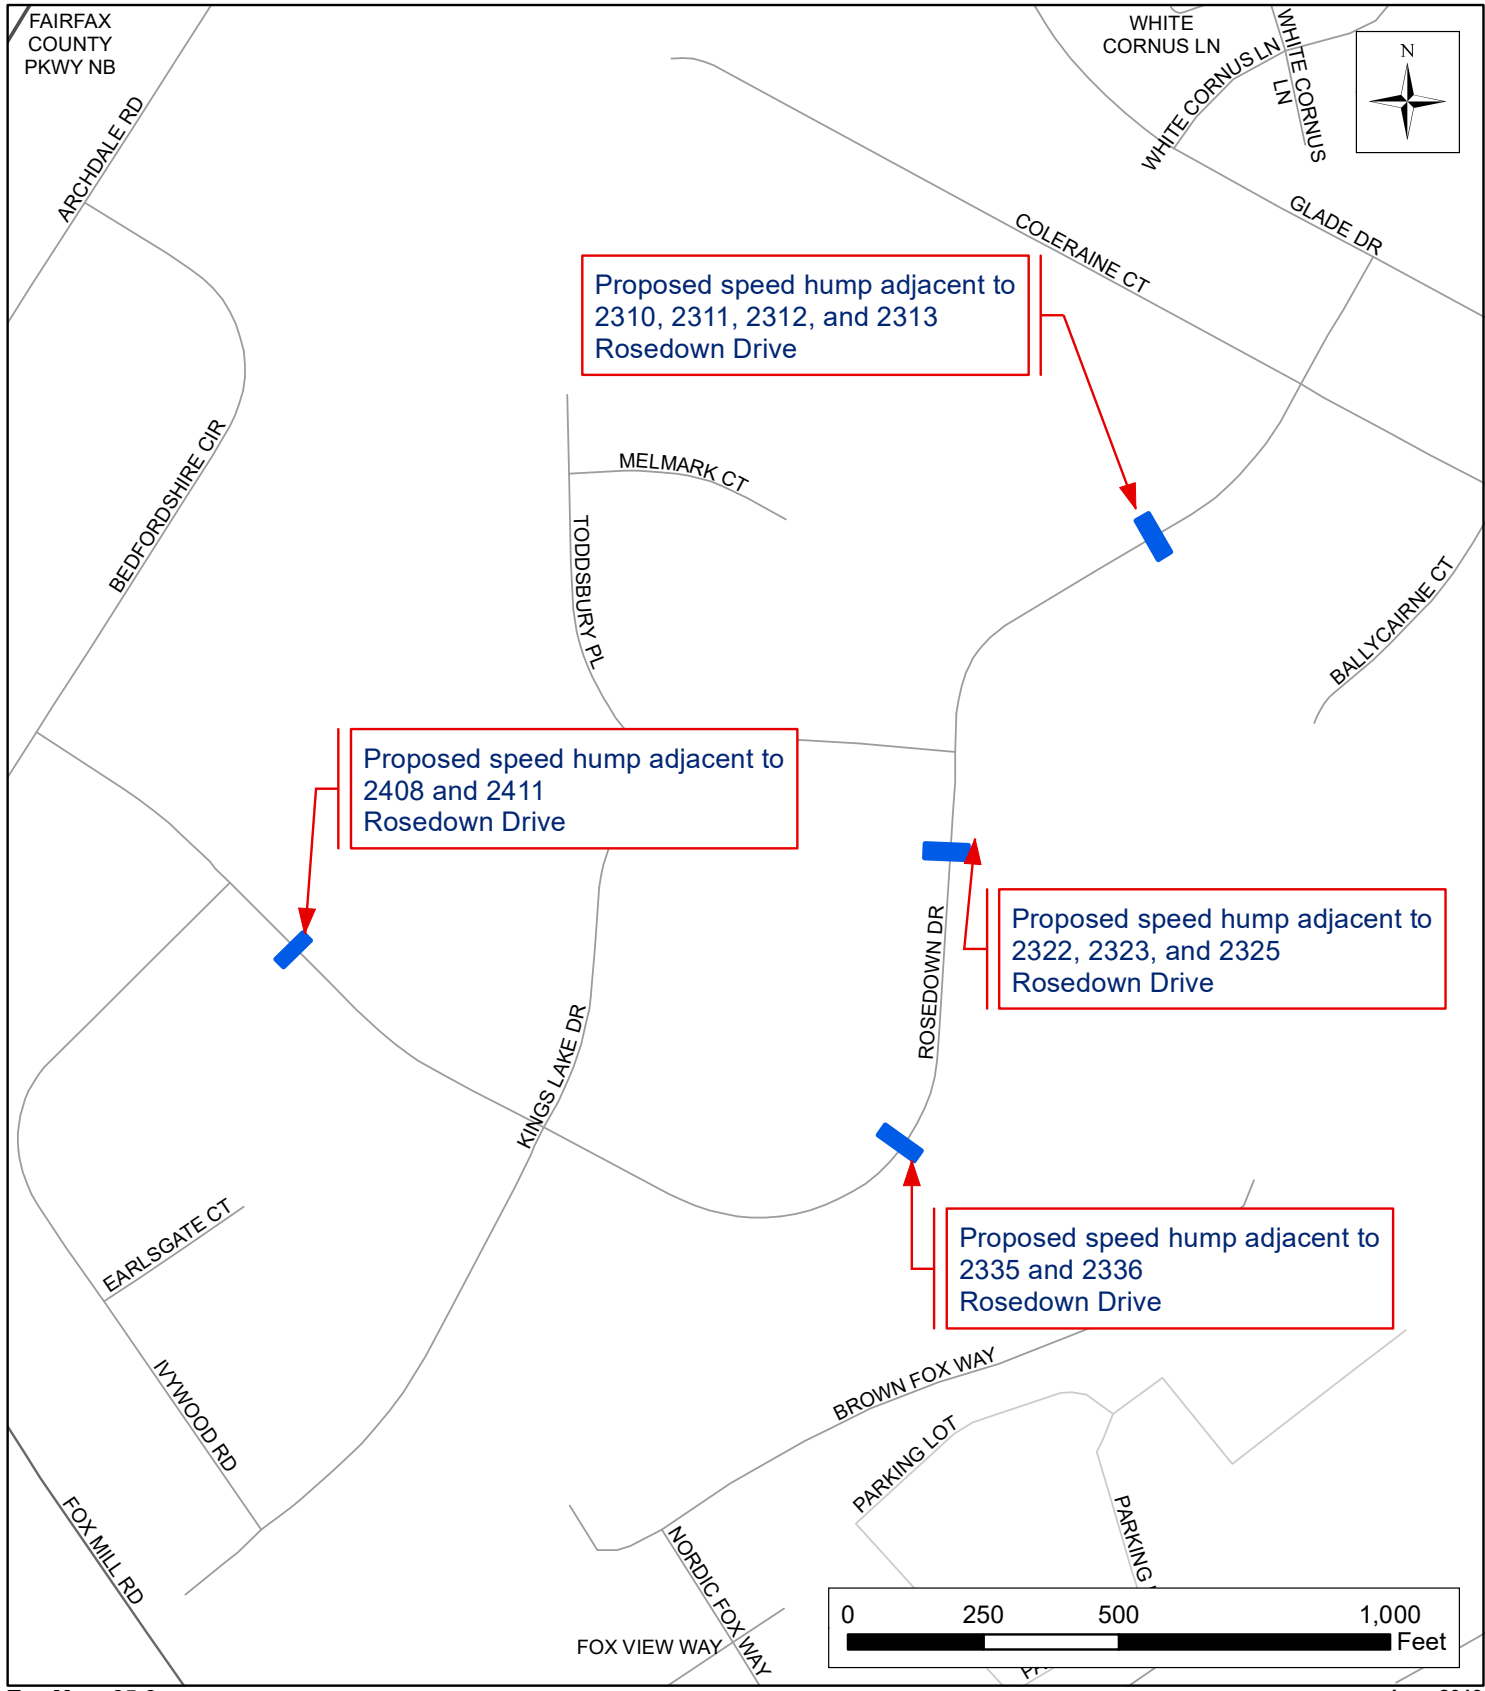 FAIRFAX
COUNTY
PKWY NB
WHITE
CORNUS LN
WHITE CORNUS LN
WHITE CORNUS
LN
N
ARCHDALE RD
GLADE DR
COLERAINE CT
Proposed speed hump adjacent to
2310, 2311, 2312, and 2313
Rosedown Drive
MELMARK CT
BEDFORDSHIRE CIR
TODDSBURY PL
BALLYCAIRNE CT
Proposed speed hump adjacent to
2408 and 2411
Rosedown Drive
Proposed speed hump adjacent to
2322, 2323, and 2325
Rosedown Drive
ROSEDOWN DR
KINGS LAKE DR
EARLSGATE CT
Proposed speed hump adjacent to
2335 and 2336
Rosedown Drive
IVYWOOD RD
BROWN FOX WAY
PARKING LOT
PARKING
FOX MILL RD
NORDIC FOX WAY
FOX VIEW WAY
0 250 500 1,000
Feet